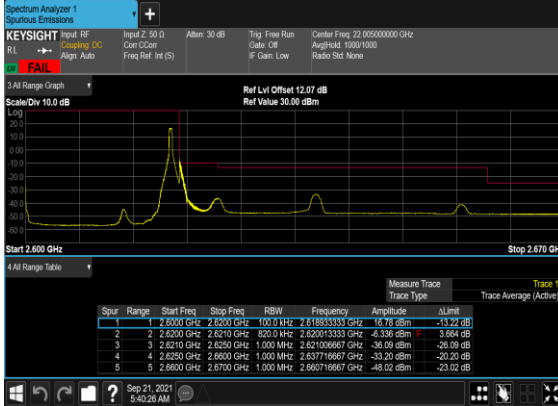 Spectrum Analyzer 1
Spurious Emissions
+
KEYSIGHT Input: RF Input Z: 50 Ω Atten: 30 dB Trig: Free Run Center Freq: 22.005000000 GHz
RL Coupling: DC Corr CCorr Gate: Off Avg|Hold: 1000/1000
Align: Auto Freq Ref: Int (S) IF Gain: Low Radio Std: None
FAIL
3 All Range Graph
Ref Lvl Offset 12.07 dB
Scale/Div 10.0 dB Ref Value 30.00 dBm
Log
20.0
10.0
0.00
-10.0
-20.0
-30.0
-40.0
-50.0
-60.0
Start 2.600 GHz Stop 2.670 GH
4 All Range Table
Measure Trace Trace 1
Trace Type Trace Average (Active)
Spur Range Start Freq Stop Freq RBW Frequency Amplitude ΔLimit
1 1 2.6000 GHz 2.6200 GHz 100.0 kHz 2.618933333 GHz 16.78 dBm -13.22 dB
2 2 2.6200 GHz 2.6210 GHz 820.0 kHz 2.620013333 GHz -6.336 dBm F 3.664 dB
3 3 2.6210 GHz 2.6250 GHz 1.000 MHz 2.621006667 GHz -36.09 dBm -26.09 dB
4 4 2.6250 GHz 2.6600 GHz 1.000 MHz 2.637716667 GHz -33.20 dBm -20.20 dB
5 5 2.6600 GHz 2.6700 GHz 1.000 MHz 2.660716667 GHz -48.02 dBm -23.02 dB
? Sep 21, 2021
5:40:26 AM